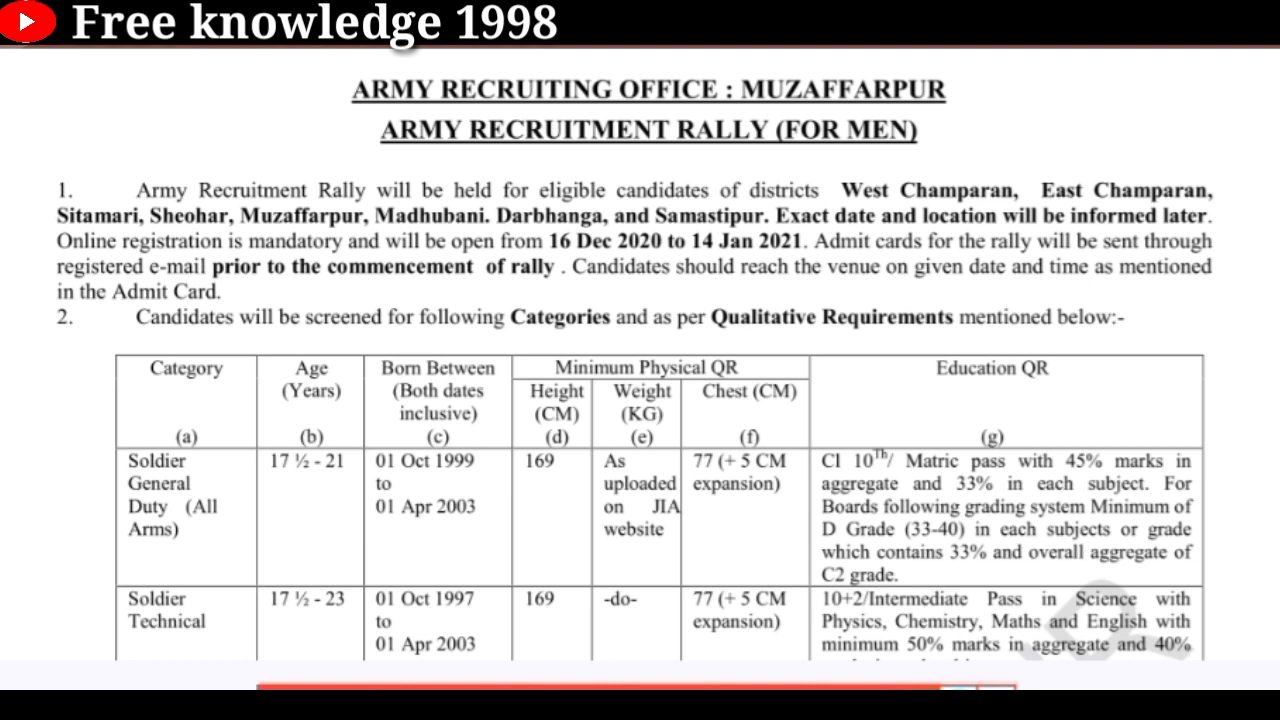 Free knowledge 1998
ARMY RECRUITING OFFICE : MUZAFFARPUR
ARMY RECRUITMENT RALLY (FOR MEN)
1. Army Recruitment Rally will be held for eligible candidates of districts West Champaran, East Champaran,
Sitamari, Sheohar, Muzaffarpur, Madhubani. Darbhanga, and Samastipur. Exact date and location will be informed later.
Online registration is mandatory and will be open from 16 Dec 2020 to 14 Jan 2021. Admit cards for the rally will be sent through
registered e-mail prior to the commencement of rally . Candidates should reach the venue on given date and time as mentioned
in the Admit Card.
2. Candidates will be screened for following Categories and as per Qualitative Requirements mentioned below:-
Category Age Born Between Minimum Physical QR Education QR
(Years) (Both dates Height Weight Chest (CM)
inclusive) (CM) (KG)
(a) (b) (c) (d) (e) (f) (g)
Soldier 17 ½ - 21 01 Oct 1999 169 As 77 (+ 5 CM Cl 10Th/ Matric pass with 45% marks in
General to uploaded expansion) aggregate and 33% in each subject. For
Duty (All 01 Apr 2003 on JIA Boards following grading system Minimum of
Arms) website D Grade (33-40) in each subjects or grade
which contains 33% and overall aggregate of
C2 grade.
Soldier 17 ½ - 23 01 Oct 1997 169 -do- 77 (+ 5 CM 10+2/Intermediate Pass in Science with
Technical to expansion) Physics, Chemistry, Maths and English with
01 Apr 2003 minimum 50% marks in aggregate and 40%